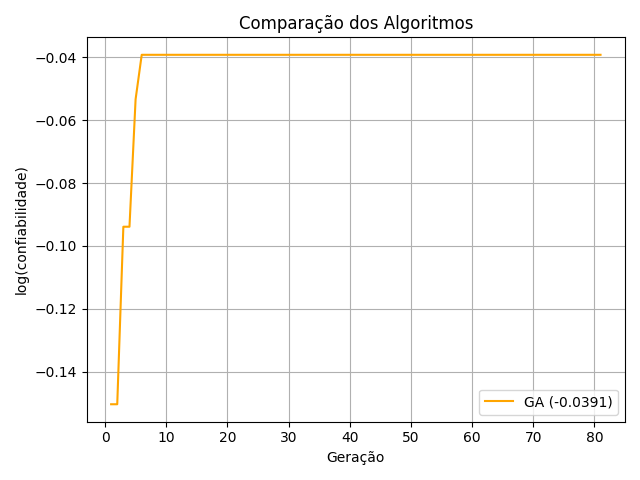 Comparação dos Algoritmos
log(confiabilidade)
−0.04
−0.06
−0.08
−0.10
−0.12
−0.14
0 10 20 30 40 50 60 70 80
Geração
GA (-0.0391)